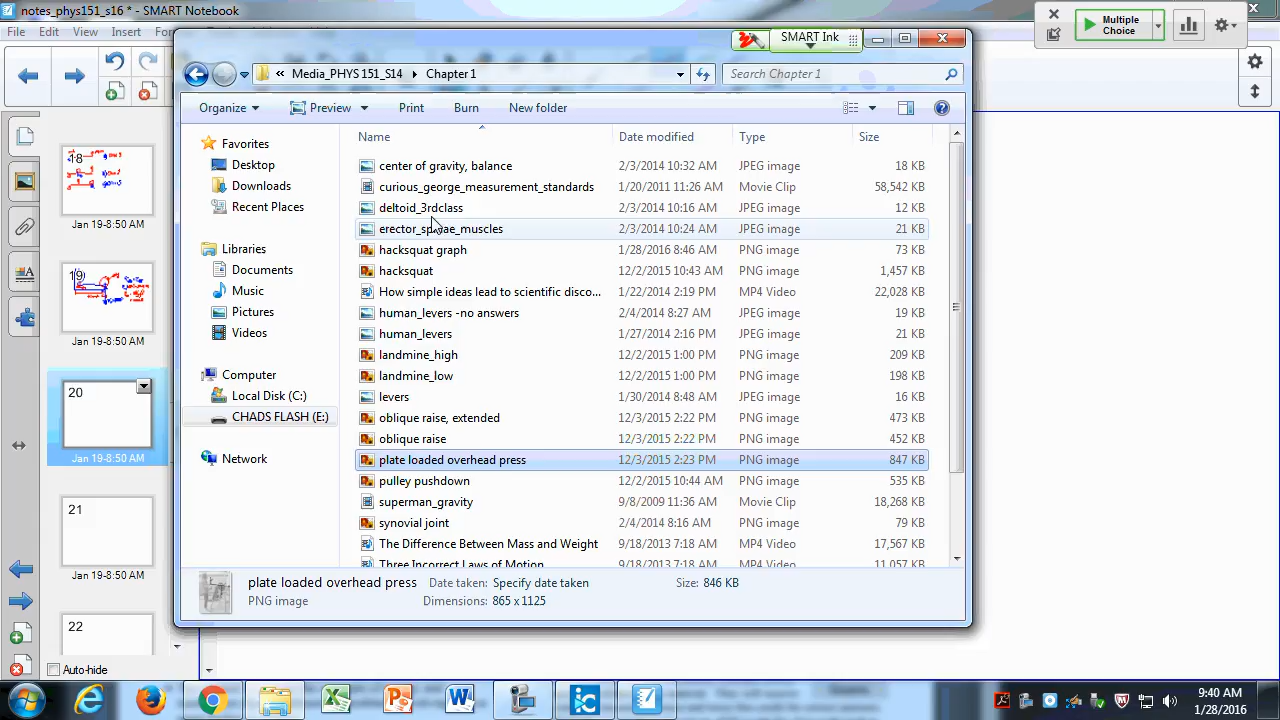 notes_phys151_s16 * - SMART Notebook
SMART Ink
Multiple Choice
File Edit View Insert
Media_PHYS 151_S14 Chapter 1
Search Chapter 1
Organize Preview Print Burn New folder
Name Date modified Type Size
Favorites
Desktop
Downloads
Recent Places
Libraries
Documents
Music
Pictures
Videos
Computer
Local Disk (C:)
CHADS FLASH (E:)
Network
center of gravity, balance 2/3/2014 10:32 AM JPEG image 18 KB
curious_george_measurement_standards 1/20/2011 11:26 AM Movie Clip 58,542 KB
deltoid_3rdclass 2/3/2014 10:16 AM JPEG image 12 KB
erector_spinae_muscles 2/3/2014 10:24 AM JPEG image 21 KB
hacksquat graph 1/28/2016 8:46 AM PNG image 73 KB
hacksquat 12/2/2015 10:43 AM PNG image 1,457 KB
How simple ideas lead to scientific disco... 1/22/2014 2:19 PM MP4 Video 22,028 KB
human_levers -no answers 2/4/2014 8:27 AM JPEG image 19 KB
human_levers 1/27/2014 2:16 PM JPEG image 21 KB
landmine_high 12/2/2015 1:00 PM PNG image 209 KB
landmine_low 12/2/2015 1:00 PM PNG image 198 KB
levers 1/30/2014 8:48 AM JPEG image 16 KB
oblique raise, extended 12/3/2015 2:22 PM PNG image 473 KB
oblique raise 12/3/2015 2:22 PM PNG image 452 KB
plate loaded overhead press 12/3/2015 2:23 PM PNG image 847 KB
pulley pushdown 12/2/2015 10:44 AM PNG image 535 KB
superman_gravity 9/8/2009 11:36 AM Movie Clip 18,268 KB
synovial joint 2/4/2014 8:16 AM PNG image 79 KB
The Difference Between Mass and Weight 9/18/2013 7:18 AM MP4 Video 17,567 KB
Three Incorrect Laws of Motion 9/18/2013 7:18 AM MP4 Video 11,057 KB
plate loaded overhead press Date taken: Specify date taken Size: 846 KB
PNG image Dimensions: 865 x 1125
18
Jan 19-8:50 AM
19
Jan 19-8:50 AM
20
Jan 19-8:50 AM
21
Jan 19-8:50 AM
22
Auto-hide
9:40 AM
1/28/2016